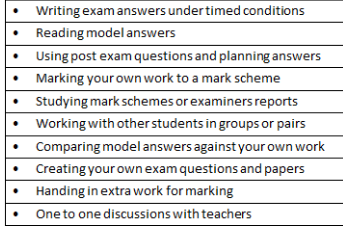 • Writing exam answers under timed conditions
• Reading model answers
• Using post exam questions and planning answers
• Marking your own work to a mark scheme
• Studying mark schemes or examiners reports
• Working with other students in groups or pairs
• Comparing model answers against your own work
• Creating your own exam questions and papers
• Handing in extra work for marking
• One to one discussions with teachers